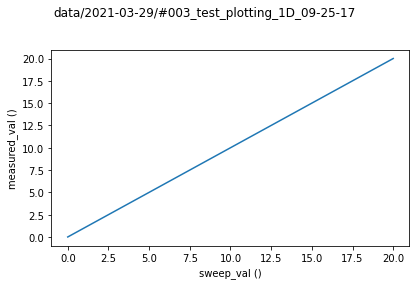 data/2021-03-29/#003_test_plotting_1D_09-25-17
20.0
17.5
15.0
12.5
10.0
7.5
5.0
2.5
0.0
measured_val ()
0.0 2.5 5.0 7.5 10.0 12.5 15.0 17.5 20.0
sweep_val ()